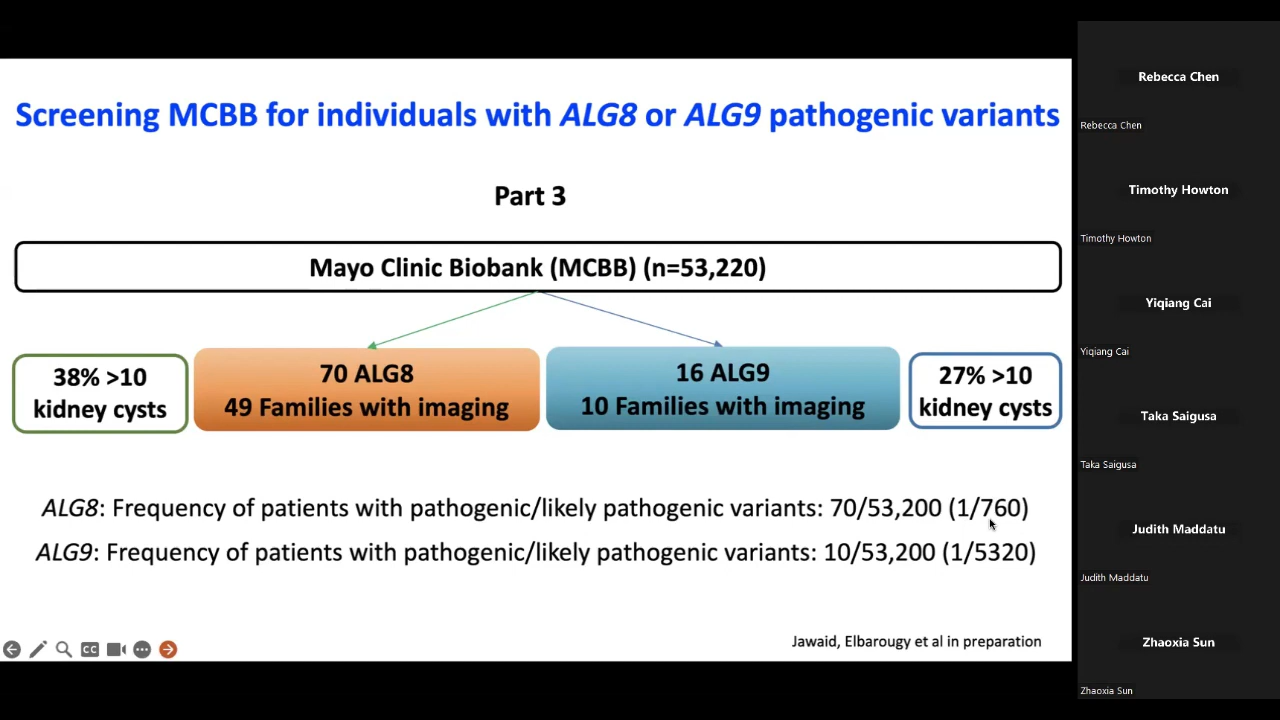 Screening MCBB for individuals with ALG8 or ALG9 pathogenic variants
Part 3
Mayo Clinic Biobank (MCBB) (n=53,220)
38% >10
kidney cysts
70 ALG8
49 Families with imaging
16 ALG9
10 Families with imaging
27% >10
kidney cysts
ALG8: Frequency of patients with pathogenic/likely pathogenic variants: 70/53,200 (1/760)
ALG9: Frequency of patients with pathogenic/likely pathogenic variants: 10/53,200 (1/5320)
Jawaid, Elbarougy et al in preparation
CC
Rebecca Chen
Rebecca Chen
Timothy Howton
Timothy Howton
Yiqiang Cai
Yiqiang Cai
Taka Saigusa
Taka Saigusa
Judith Maddatu
Judith Maddatu
Zhaoxia Sun
Zhaoxia Sun